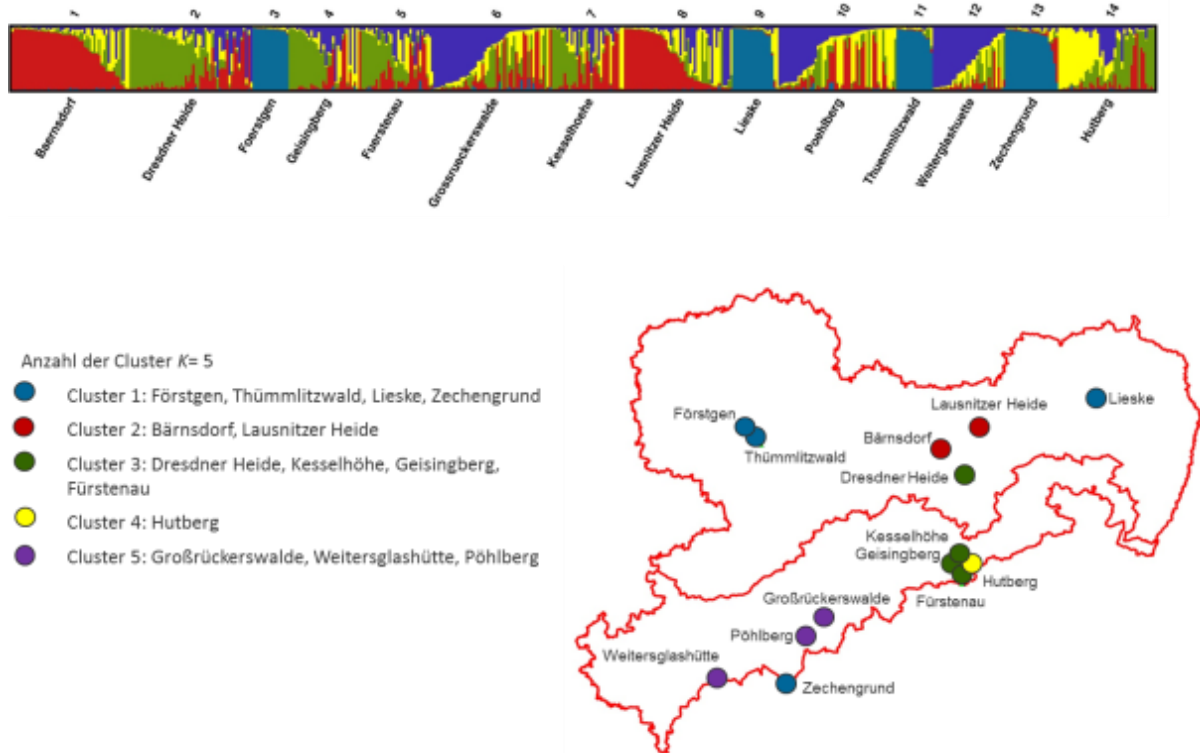 1 2 3 4 5 6 7 8 9 10 11 12 13 14
Baernsdorf
Dresdner Heide
Foerstgen
Geisingberg
Fuerstenau
Grossrueckerswalde
Kesselhoehe
Lausnitzer Heide
Lieske
Poehlberg
Thuemmlitzwald
Weiterglashuette
Zechengrund
Hutberg
Anzahl der Cluster K= 5
Cluster 1: Förstgen, Thümmlitzwald, Lieske, Zechengrund
Cluster 2: Bärnsdorf, Lausnitzer Heide
Cluster 3: Dresdner Heide, Kesselhöhe, Geisingberg,
Fürstenau
Cluster 4: Hutberg
Cluster 5: Großrückerswalde, Weitersglashütte, Pöhlberg
Lausnitzer Heide
Lieske
Förstgen
Bärnsdorf
Thümmlitzwald
Dresdner Heide
Kesselhöhe
Geisingberg
Hutberg
Fürstenau
Großrückerswalde
Pöhlberg
Weitersglashütte
Zechengrund